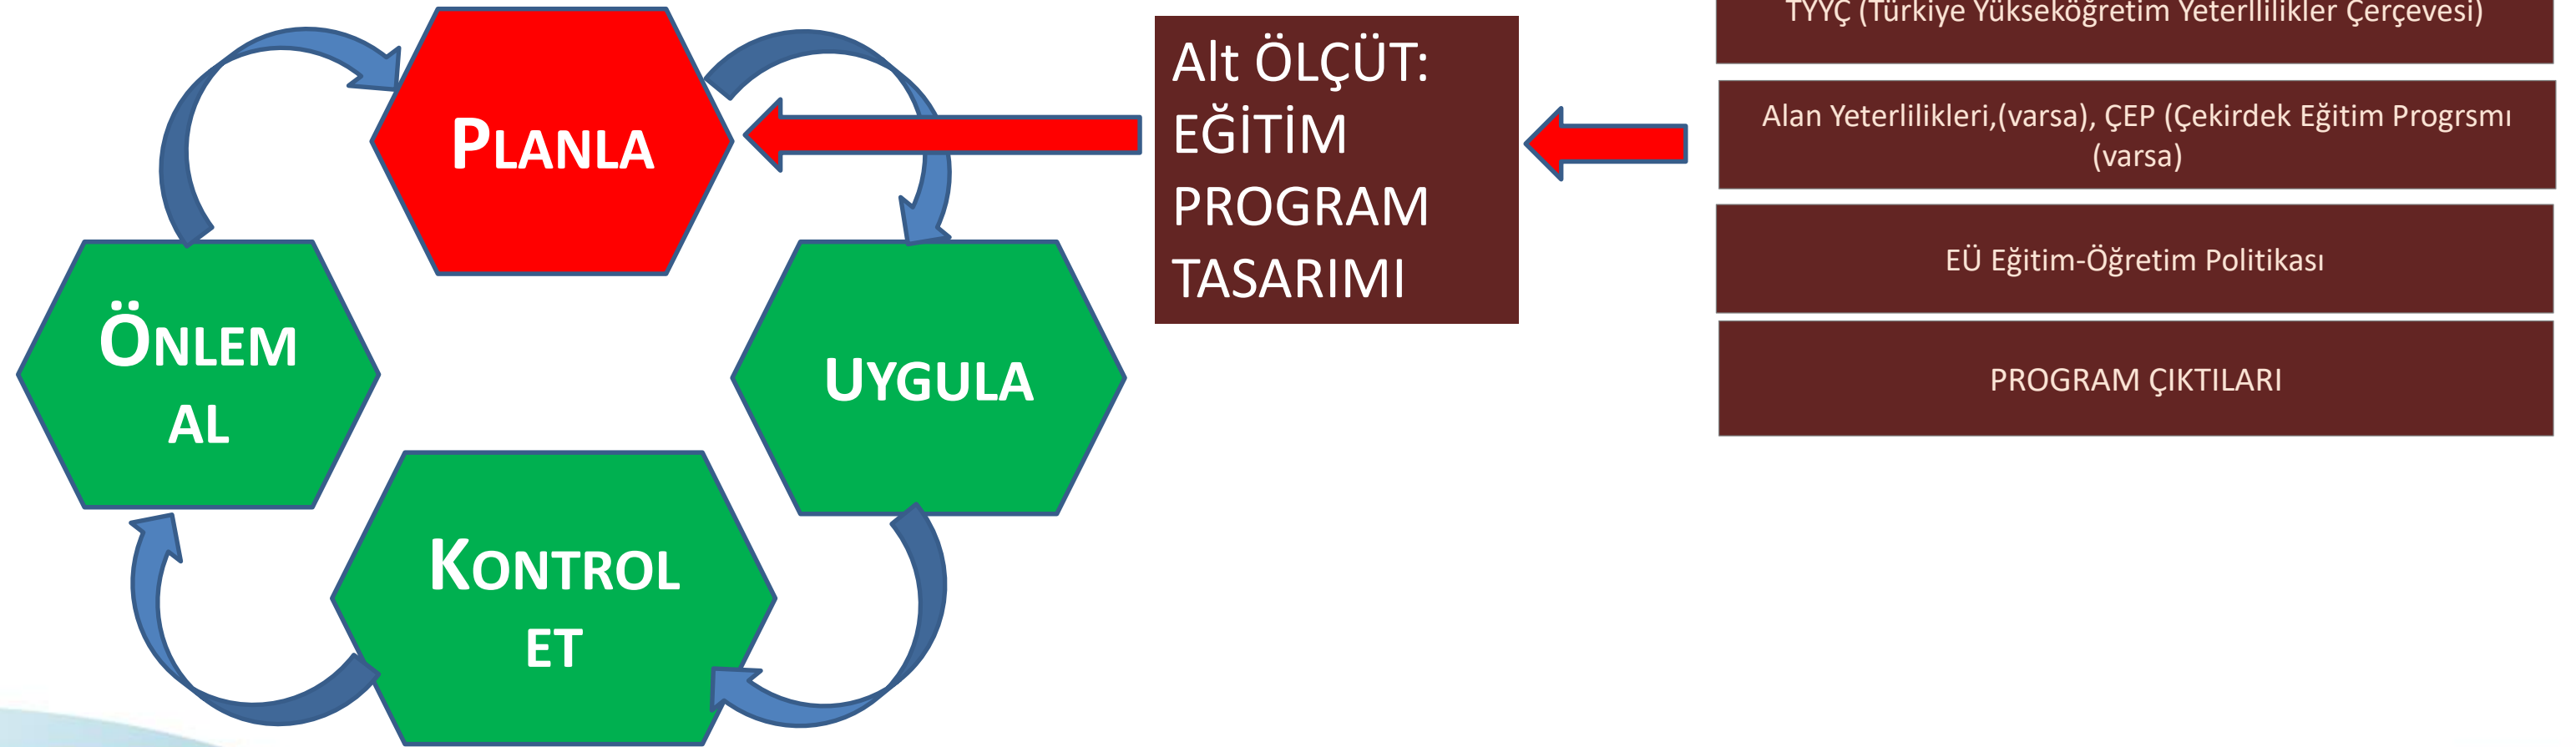 PLANLA
ÖNLEM
AL
UYGULA
KONTROL
ET
Alt ÖLÇÜT:
EĞİTİM
PROGRAM
TASARIMI
TYYÇ (Türkiye Yükseköğretim Yeterllilikler Çerçevesi)
Alan Yeterlilikleri,(varsa), ÇEP (Çekirdek Eğitim Progrsmı
(varsa)
EÜ Eğitim-Öğretim Politikası
PROGRAM ÇIKTILARI